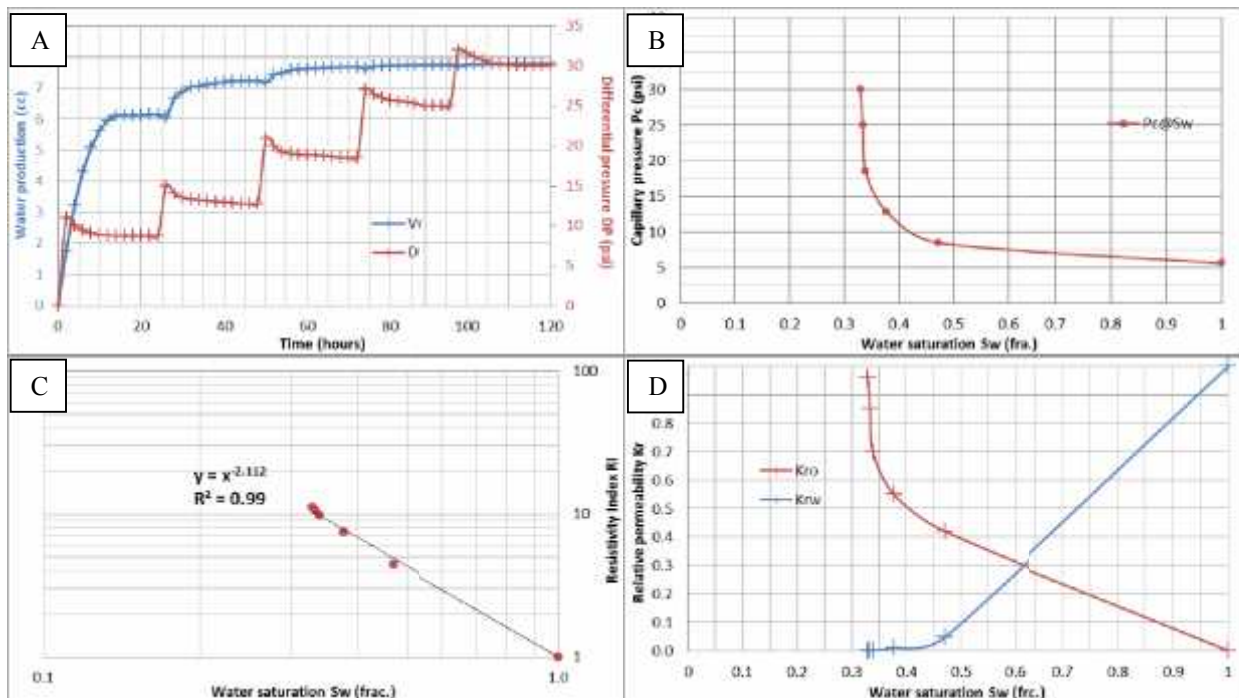 A
Water production (cc)
7
6
5
4
3
2
1
0
0 20 40 60 80 100 120
Time (hours)
35
30
25
20
15
10
5
0
Differential pressure DP (psi)
B
Capillary pressure Pc (psi)
30
25
20
15
10
5
0
0 0.1 0.2 0.3 0.4 0.5 0.6 0.7 0.8 0.9 1
Water saturation Sw (fra.)
Pc@Sw
C
y = x^-2.112
R² = 0.99
100
10
1
Resistivity Index RI
0.1 1.0
Water saturation Sw (frac.)
D
Relative permeability Kr
0.8
0.7
0.6
0.5
0.4
0.3
0.2
0.1
0.0
Kro
Krw
0 0.1 0.2 0.3 0.4 0.5 0.6 0.7 0.8 0.9 1
Water saturation Sw (frc.)